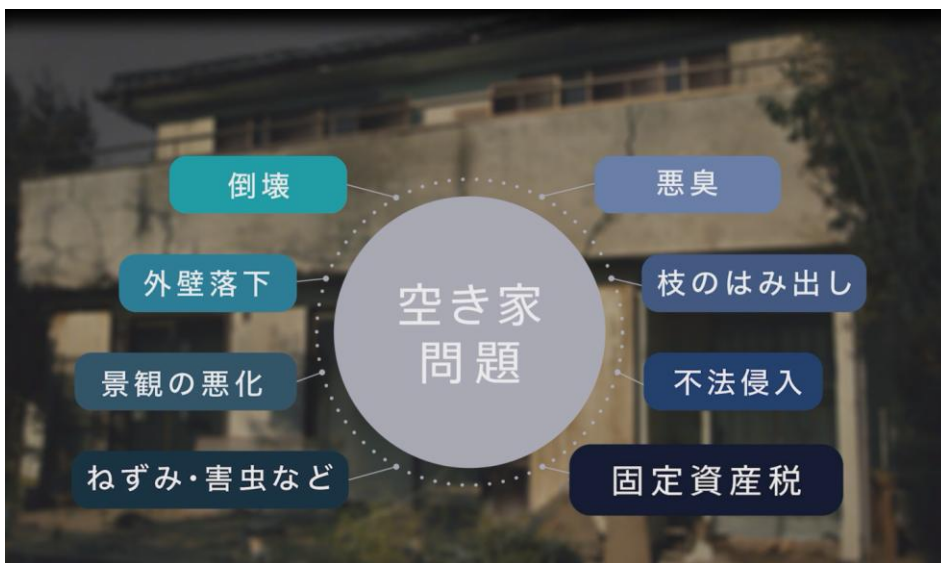 空き家
問題
倒壊
外壁落下
景観の悪化
ねずみ・害虫など
悪臭
枝のはみ出し
不法侵入
固定資産税